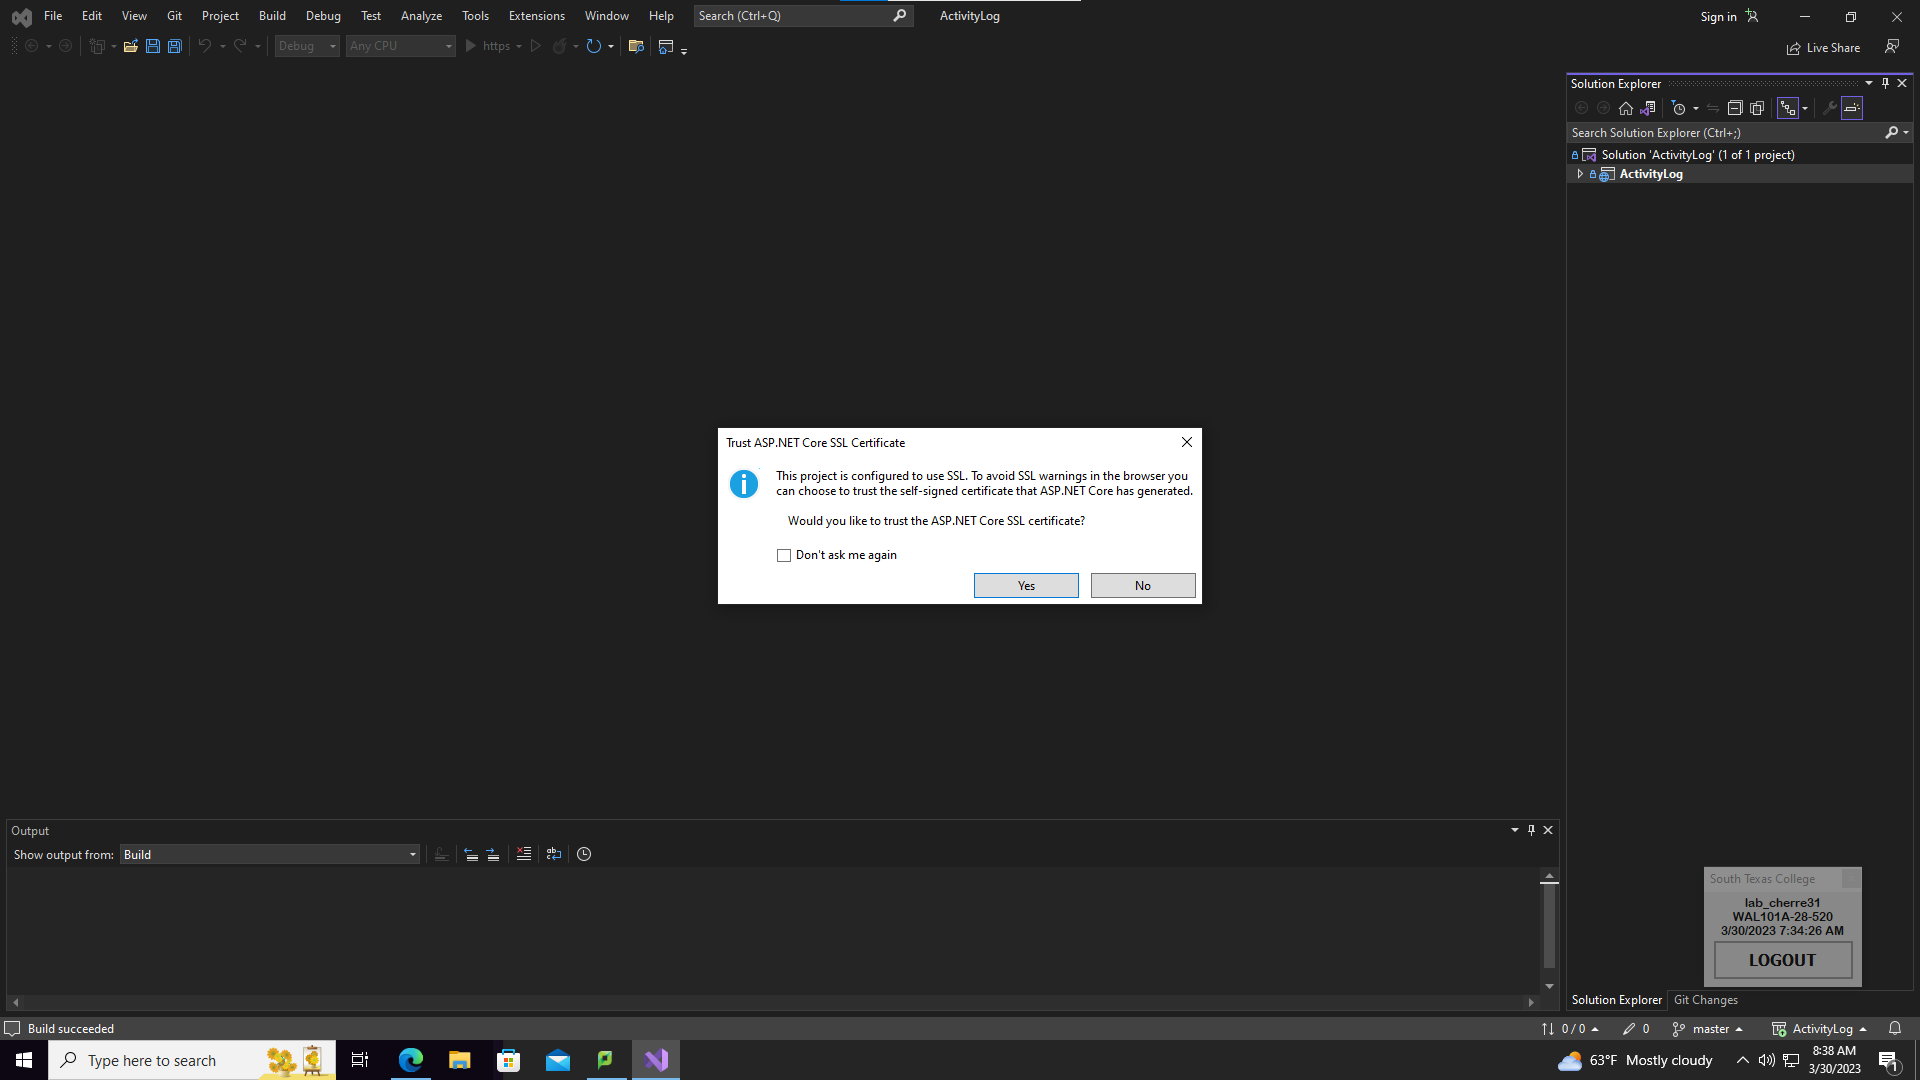 File Edit View Git Project Build Debug Test Analyze Tools Extensions Window Help Search (Ctrl+Q) ActivityLog Sign in
Debug Any CPU https Live Share
Solution Explorer
Search Solution Explorer (Ctrl+;)
Solution 'ActivityLog' (1 of 1 project)
ActivityLog
Trust ASP.NET Core SSL Certificate
This project is configured to use SSL. To avoid SSL warnings in the browser you
can choose to trust the self-signed certificate that ASP.NET Core has generated.
Would you like to trust the ASP.NET Core SSL certificate?
Don't ask me again
Yes No
Output
Show output from: Build
South Texas College
lab_cherre31
WAL101A-28-520
3/30/2023 7:34:26 AM
LOGOUT
Solution Explorer Git Changes
Build succeeded 0 / 0 0 master ActivityLog
Type here to search 63°F Mostly cloudy 8:38 AM
3/30/2023 1